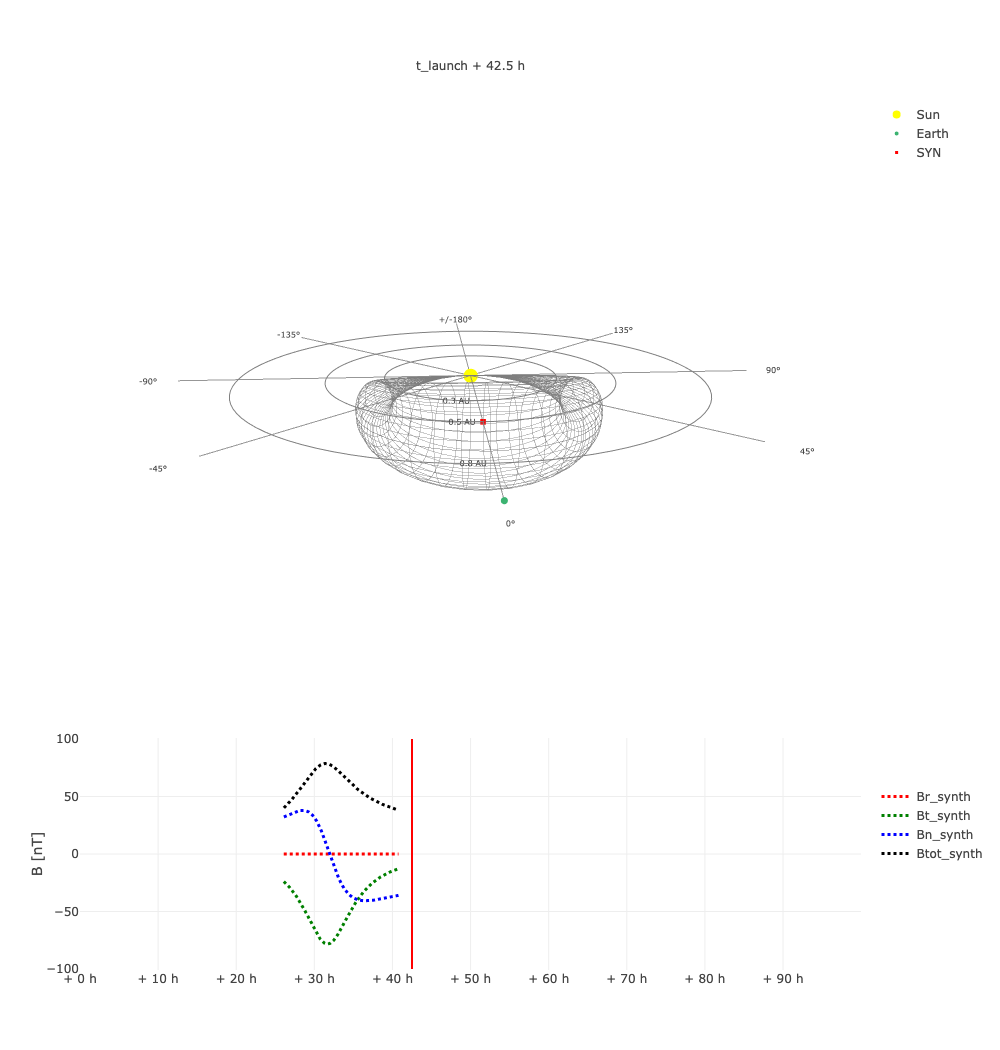 t_launch + 42.5 h
Sun
Earth
SYN
+/-180°
-135°
135°
-90°
90°
0.3 AU
0.5 AU
-45°
45°
0.8 AU
0°
100
50
0
−50
−100
B [nT]
+ 0 h
+ 10 h
+ 20 h
+ 30 h
+ 40 h
+ 50 h
+ 60 h
+ 70 h
+ 80 h
+ 90 h
Br_synth
Bt_synth
Bn_synth
Btot_synth